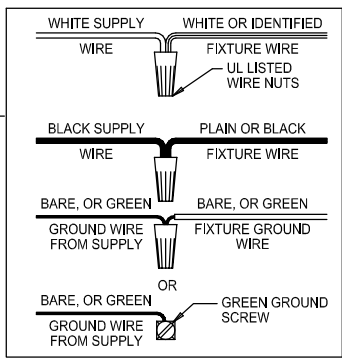 WHITE SUPPLY WIRE
WHITE OR IDENTIFIED FIXTURE WIRE
UL LISTED
WIRE NUTS
BLACK SUPPLY WIRE
PLAIN OR BLACK FIXTURE WIRE
BARE, OR GREEN
GROUND WIRE
FROM SUPPLY
BARE, OR GREEN
FIXTURE GROUND
WIRE
OR
BARE, OR GREEN
GROUND WIRE
FROM SUPPLY
GREEN GROUND
SCREW